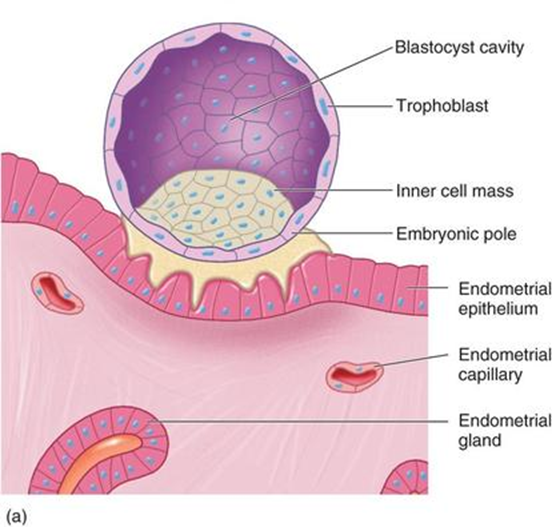 Blastocyst cavity
Trophoblast
Inner cell mass
Embryonic pole
Endometrial
epithelium
Endometrial
capillary
Endometrial
gland
(a)